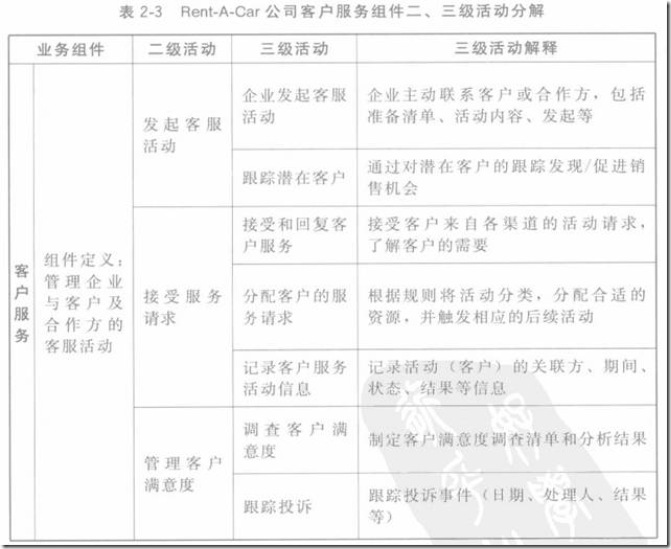 表 2-3 Rent-A-Car 公司客户服务组件二、三级活动分解
业务组件 二级活动 三级活动 三级活动解释
客户服务
组件定义：
管理企业
与客户及
合作方的
客服活动
发起客服
活动
企业发起客服
活动
企业主动联系客户或合作方，包括
准备清单、活动内容、发起等
跟踪潜在客户
通过对潜在客户的跟踪发现/促进销
售机会
接受服务
请求
接受和回复客
户服务
接受客户来自各渠道的活动请求，
了解客户的需要
分配客户的服
务请求
根据规则将活动分类，分配合适的
资源，并触发相应的后续活动
记录客户服务
活动信息
记录活动（客户）的关联方、期间、
状态、结果等信息
管理客户
满意度
调查客户满
意度
制定客户满意度调查清单和分析结果
跟踪投诉
跟踪投诉事件（日期、处理人、结果
等）